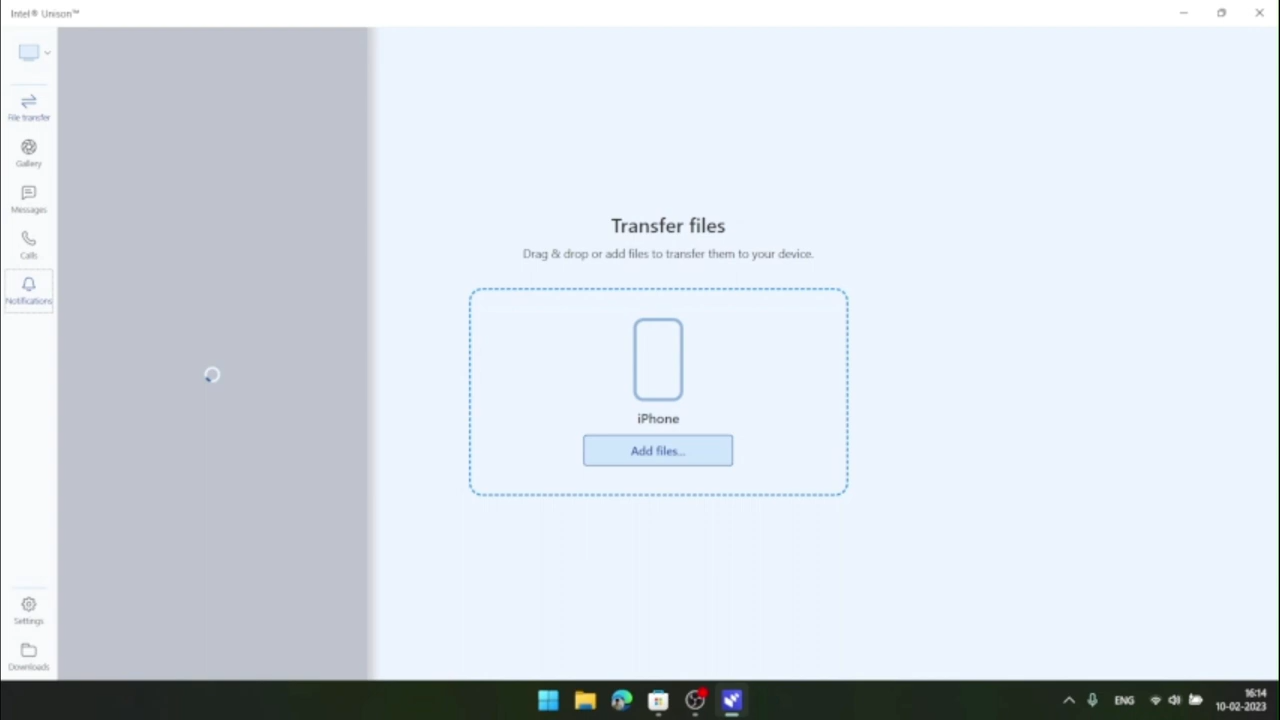 Intel® Unison™
File transfer
Gallery
Messages
Calls
Notifications
Settings
Downloads
Transfer files
Drag & drop or add files to transfer them to your device.
iPhone
Add files...
ENG
16:14
10-02-2023